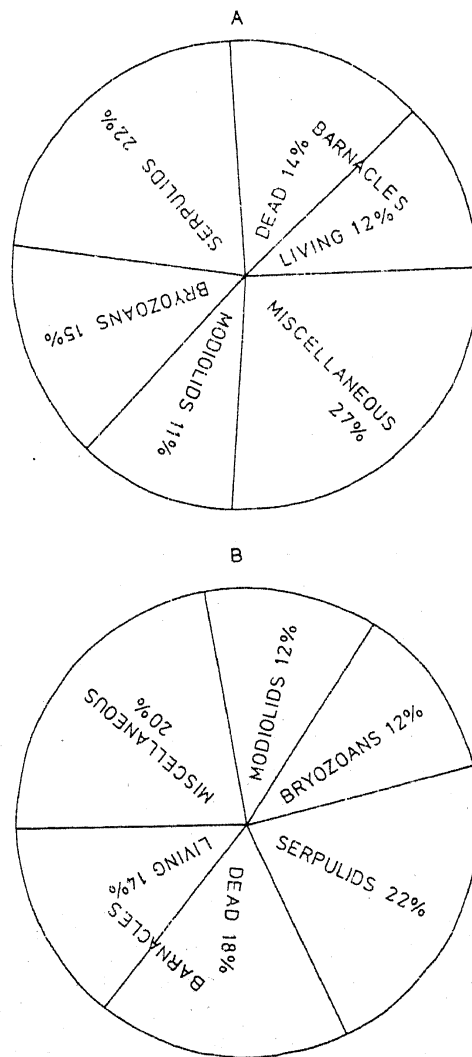 A
SERPULIDS 22%
DEAD 14%
BARNACLES
LIVING 12%
BRYOZOANS 15%
MODIOLIDS 11%
MISCELLANEOUS
27%
B
MISCELLANEOUS
20%
MODIOLIDS 12%
BRYOZOANS 12%
SERPULIDS 22%
LIVING 14%
BARNACLES
DEAD 18%